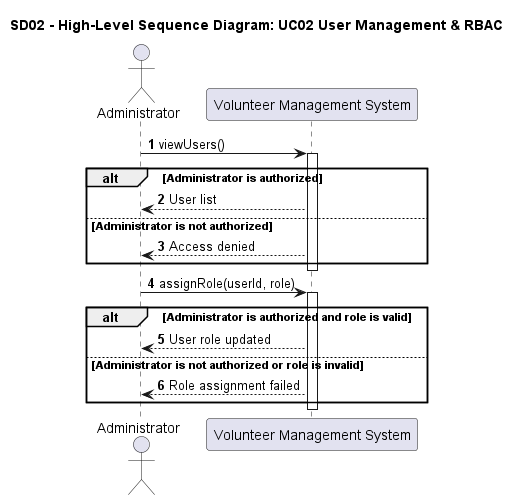 SD02 - High-Level Sequence Diagram: UC02 User Management & RBAC
Administrator
Volunteer Management System
1 viewUsers()
alt [Administrator is authorized]
2 User list
[Administrator is not authorized]
3 Access denied
4 assignRole(userId, role)
alt [Administrator is authorized and role is valid]
5 User role updated
[Administrator is not authorized or role is invalid]
6 Role assignment failed
Administrator
Volunteer Management System